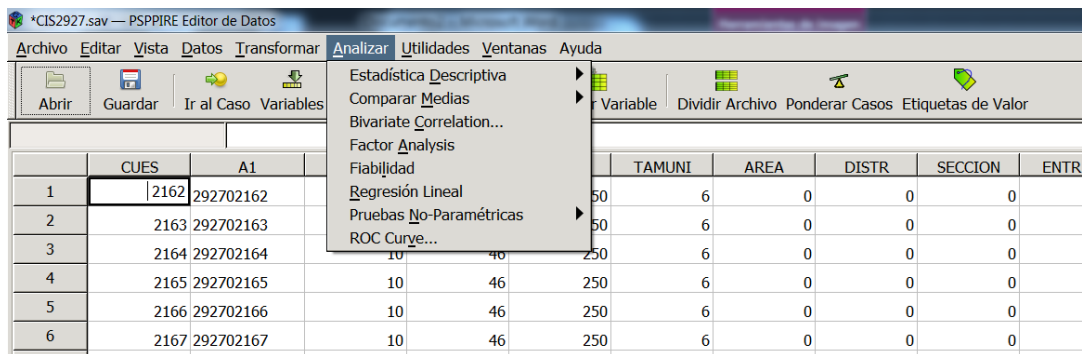 *CIS2927.sav — PSPPIRE Editor de Datos
Archivo Editar Vista Datos Transformar Analizar Utilidades Ventanas Ayuda
Abrir Guardar Ir al Caso Variables Variable Dividir Archivo Ponderar Casos Etiquetas de Valor
Estadística Descriptiva
Comparar Medias
Bivariate Correlation...
Factor Analysis
Fiabilidad
Regresión Lineal
Pruebas No-Paramétricas
ROC Curve...
CUES A1 TAMUNI AREA DISTR SECCION ENTR
1 2162 292702162 50 6 0 0 0
2 2163 292702163 50 6 0 0 0
3 2164 292702164 10 46 250 6 0 0 0
4 2165 292702165 10 46 250 6 0 0 0
5 2166 292702166 10 46 250 6 0 0 0
6 2167 292702167 10 46 250 6 0 0 0